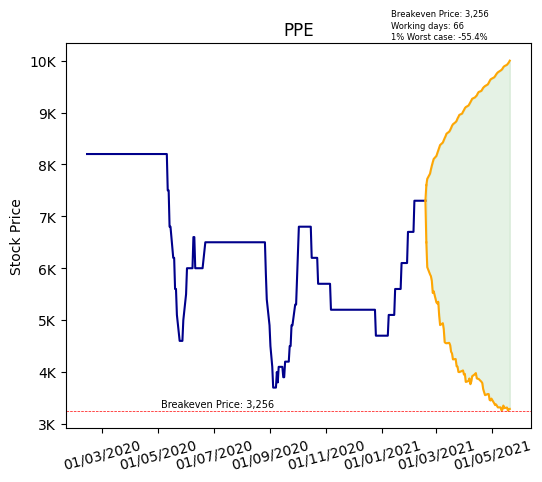 Breakeven Price: 3,256
Working days: 66
1% Worst case: -55.4%
PPE
Stock Price
10K
9K
8K
7K
6K
5K
4K
3K
Breakeven Price: 3,256
01/03/2020
01/05/2020
01/07/2020
01/09/2020
01/11/2020
01/01/2021
01/03/2021
01/05/2021